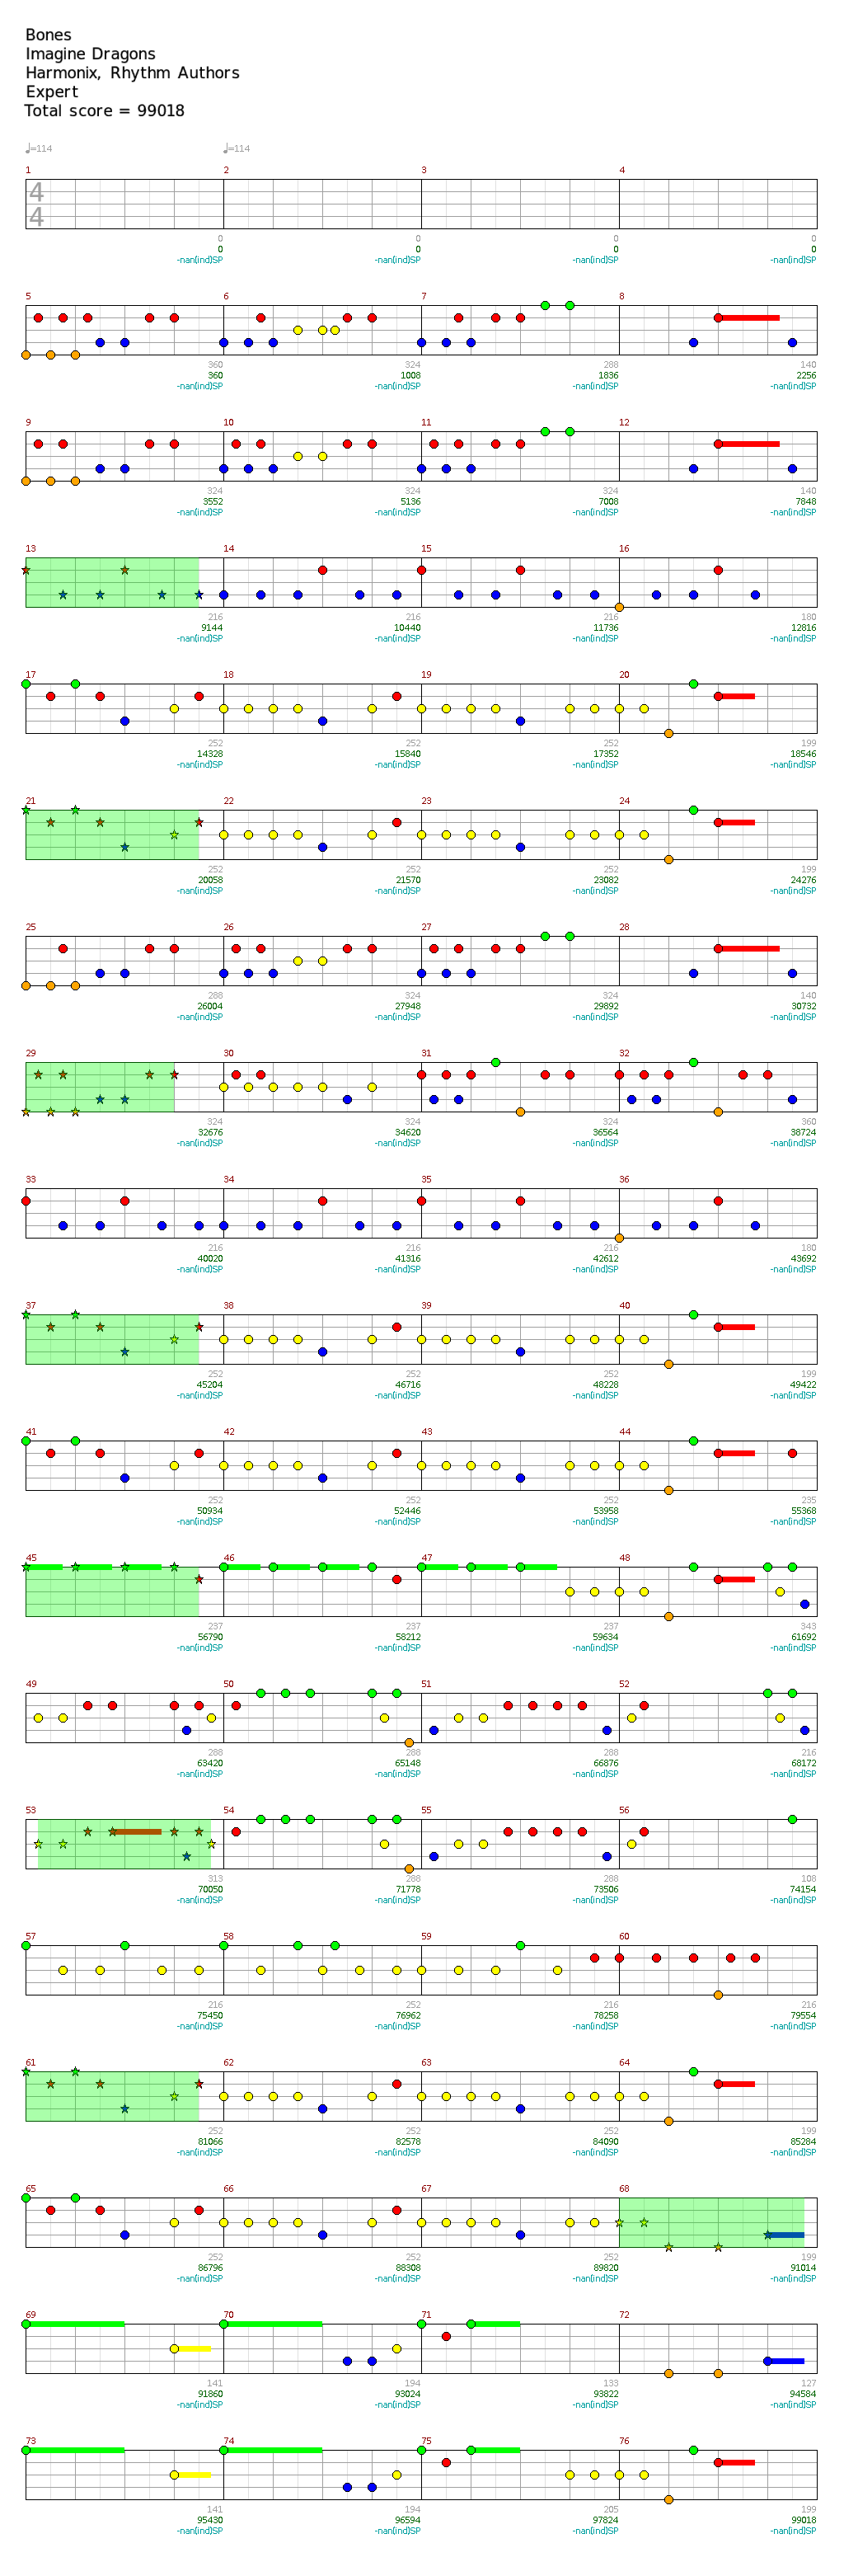 Bones
Imagine Dragons
Harmonix, Rhythm Authors
Expert
Total score = 99018
♩=114 ♩=114
1 2 3 4
4
4
0 0 0 0
0 0 0 0
-nan(ind)SP -nan(ind)SP -nan(ind)SP -nan(ind)SP
5 6 7 8
360 324 288 140
360 1008 1836 2256
-nan(ind)SP -nan(ind)SP -nan(ind)SP -nan(ind)SP
9 10 11 12
324 324 324 140
3552 5136 7008 7848
-nan(ind)SP -nan(ind)SP -nan(ind)SP -nan(ind)SP
13 14 15 16
216 216 216 180
9144 10440 11736 12816
-nan(ind)SP -nan(ind)SP -nan(ind)SP -nan(ind)SP
17 18 19 20
252 252 252 199
14328 15840 17352 18546
-nan(ind)SP -nan(ind)SP -nan(ind)SP -nan(ind)SP
21 22 23 24
252 252 252 199
20058 21570 23082 24276
-nan(ind)SP -nan(ind)SP -nan(ind)SP -nan(ind)SP
25 26 27 28
288 324 324 140
26004 27948 29892 30732
-nan(ind)SP -nan(ind)SP -nan(ind)SP -nan(ind)SP
29 30 31 32
324 324 324 360
32676 34620 36564 38724
-nan(ind)SP -nan(ind)SP -nan(ind)SP -nan(ind)SP
33 34 35 36
216 216 216 180
40020 41316 42612 43692
-nan(ind)SP -nan(ind)SP -nan(ind)SP -nan(ind)SP
37 38 39 40
252 252 252 199
45204 46716 48228 49422
-nan(ind)SP -nan(ind)SP -nan(ind)SP -nan(ind)SP
41 42 43 44
252 252 252 235
50934 52446 53958 55368
-nan(ind)SP -nan(ind)SP -nan(ind)SP -nan(ind)SP
45 46 47 48
237 237 237 343
56790 58212 59634 61692
-nan(ind)SP -nan(ind)SP -nan(ind)SP -nan(ind)SP
49 50 51 52
288 288 288 216
63420 65148 66876 68172
-nan(ind)SP -nan(ind)SP -nan(ind)SP -nan(ind)SP
53 54 55 56
313 288 288 108
70050 71778 73506 74154
-nan(ind)SP -nan(ind)SP -nan(ind)SP -nan(ind)SP
57 58 59 60
216 252 216 216
75450 76962 78258 79554
-nan(ind)SP -nan(ind)SP -nan(ind)SP -nan(ind)SP
61 62 63 64
252 252 252 199
81066 82578 84090 85284
-nan(ind)SP -nan(ind)SP -nan(ind)SP -nan(ind)SP
65 66 67 68
252 252 252 199
86796 88308 89820 91014
-nan(ind)SP -nan(ind)SP -nan(ind)SP -nan(ind)SP
69 70 71 72
141 194 133 127
91860 93024 93822 94584
-nan(ind)SP -nan(ind)SP -nan(ind)SP -nan(ind)SP
73 74 75 76
141 194 205 199
95430 96594 97824 99018
-nan(ind)SP -nan(ind)SP -nan(ind)SP -nan(ind)SP